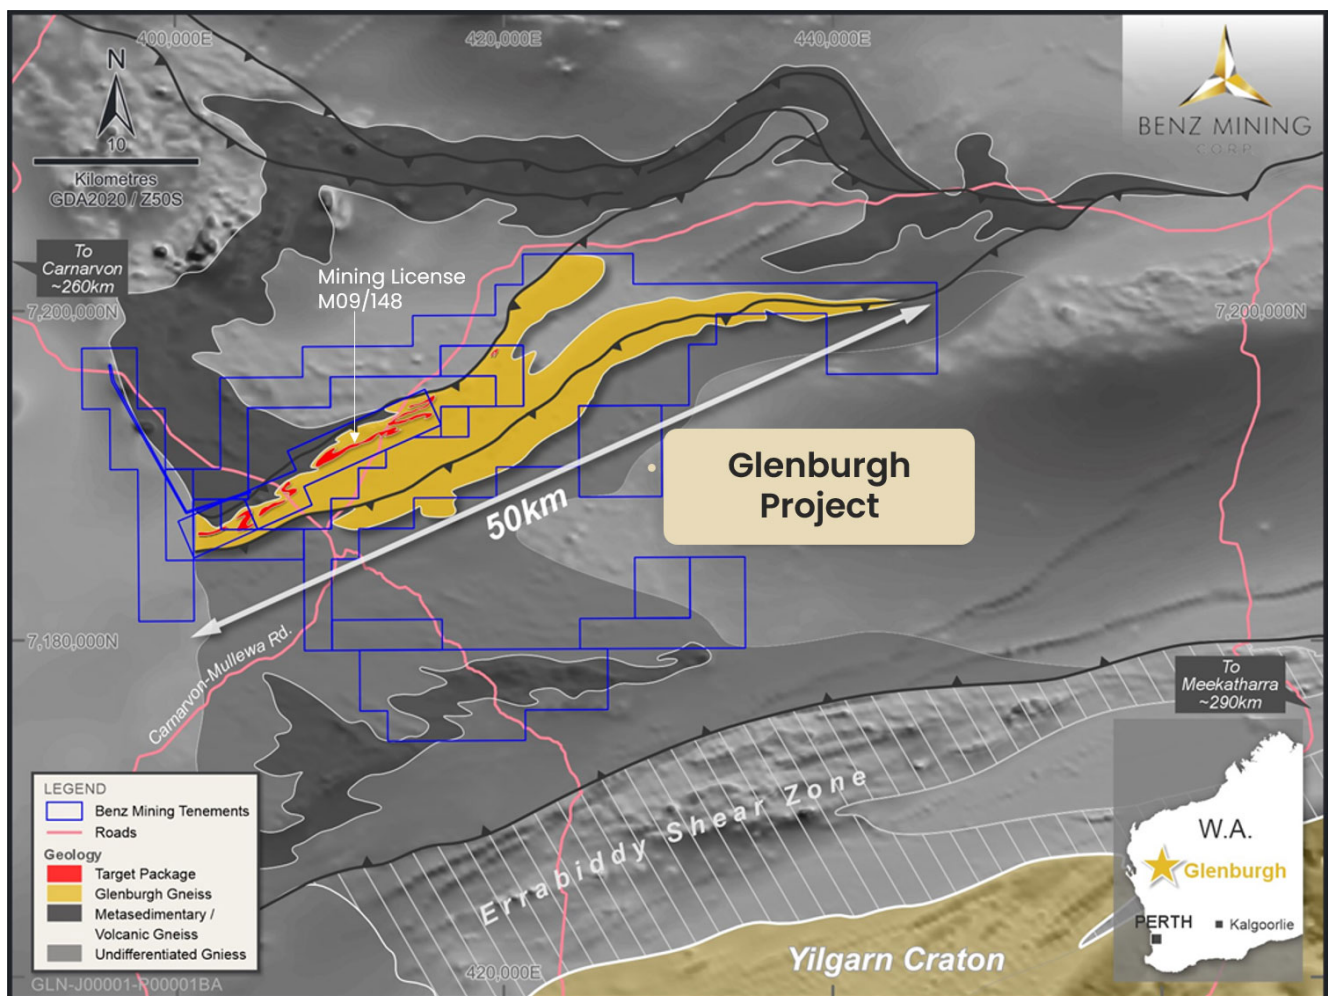 400,000E
420,000E
440,000E
N
10
Kilometres
GDA2020 / Z50S
BENZ MINING
CORP
To
Carnarvon
~260km
Mining License
M09/148
7,200,000N
7,200,000N
Glenburgh
Project
50km
7,180,000N
Carnarvon-Mullewa Rd.
To
Meekatharra
~290km
Errabiddy Shear Zone
LEGEND
Benz Mining Tenements
Roads
Geology
Target Package
Glenburgh Gneiss
Metasedimentary /
Volcanic Gneiss
Undifferentiated Gniess
W.A.
Glenburgh
PERTH
Kalgoorlie
Yilgarn Craton
420,000E
GLN-J00001-P00001BA